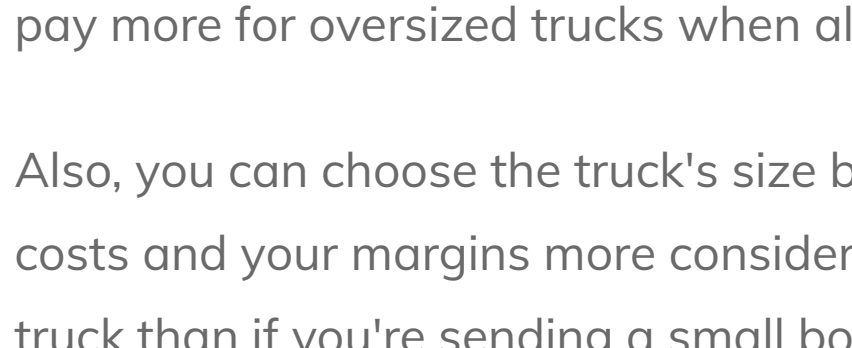 pay more for oversized trucks when
Also, you can choose the truck's size
costs and your margins more
truck than if you're sending a small